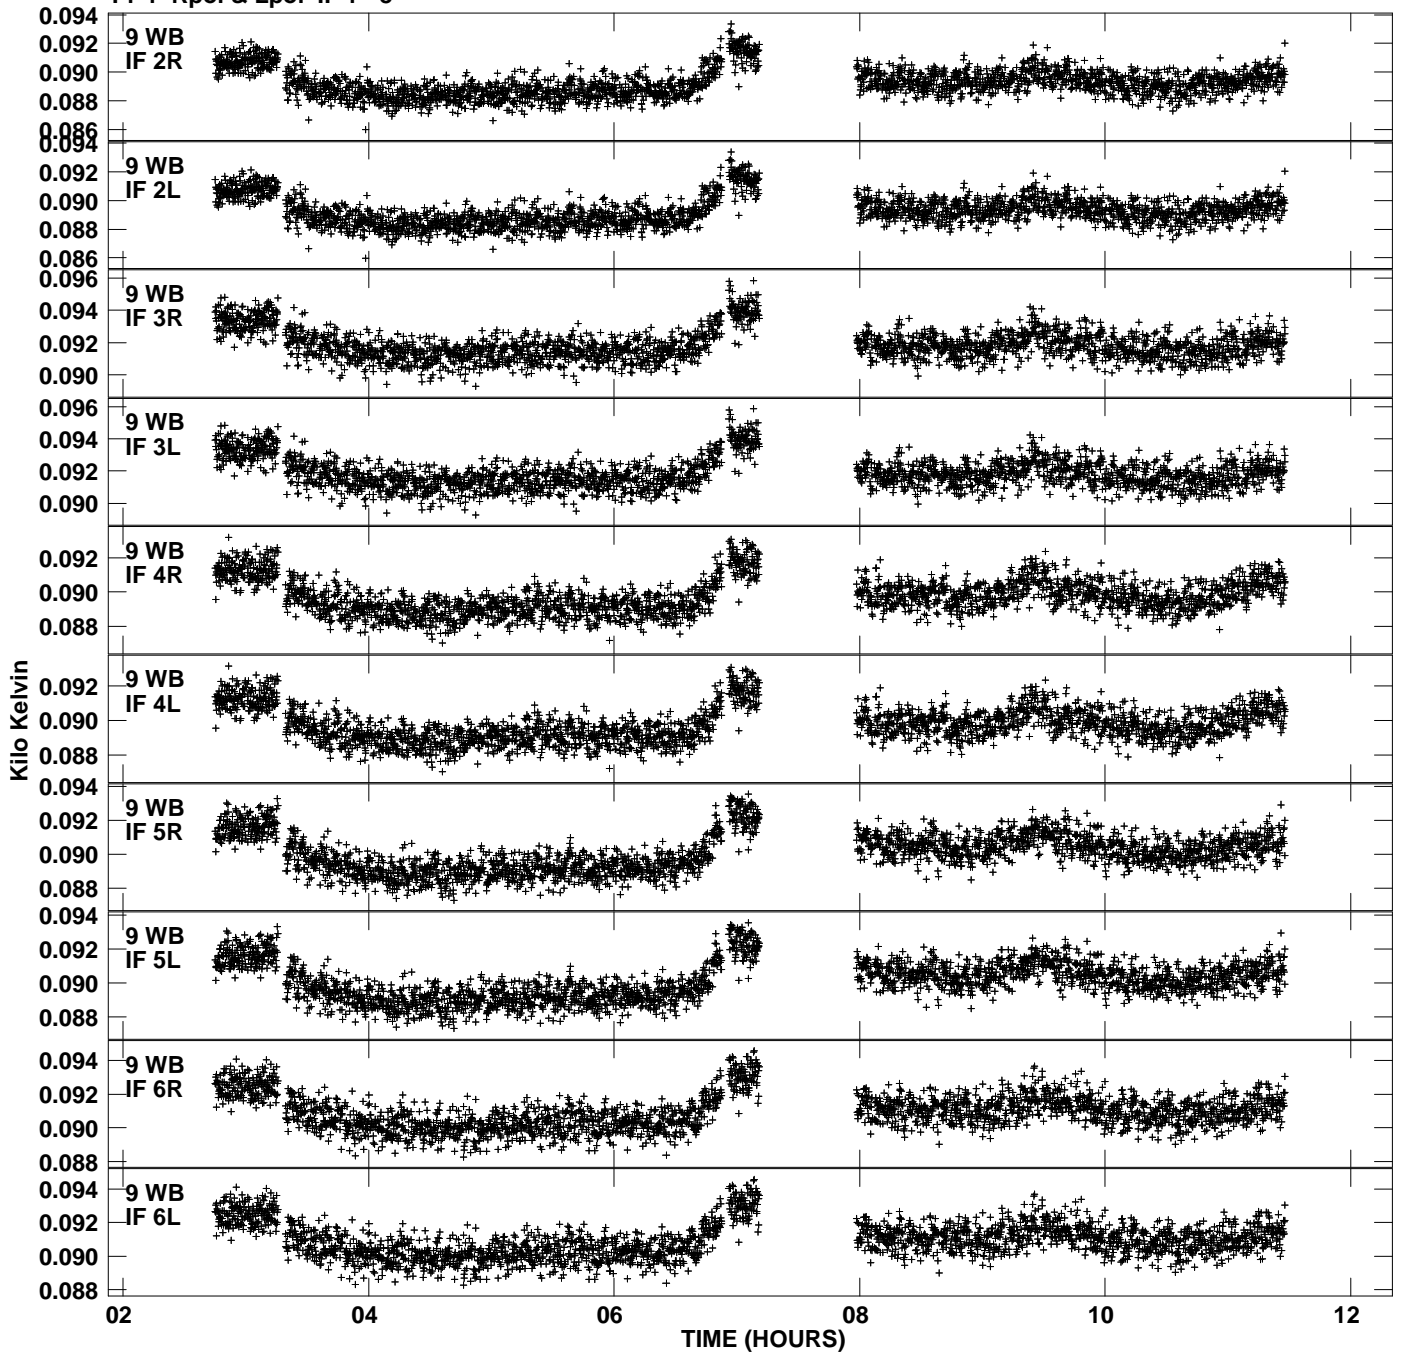 0.094
0.092
0.090
0.088
0.086
9 WB
IF 2R
0.094
0.092
0.090
0.088
0.086
9 WB
IF 2L
0.096
0.094
0.092
0.090
9 WB
IF 3R
0.096
0.094
0.092
0.090
9 WB
IF 3L
0.092
0.090
0.088
9 WB
IF 4R
0.092
0.090
0.088
9 WB
IF 4L
0.094
0.092
0.090
0.088
9 WB
IF 5R
0.094
0.092
0.090
0.088
9 WB
IF 5L
0.094
0.092
0.090
0.088
9 WB
IF 6R
0.094
0.092
0.090
0.088
9 WB
IF 6L
Kilo Kelvin
02 04 06 08 10 12
TIME (HOURS)